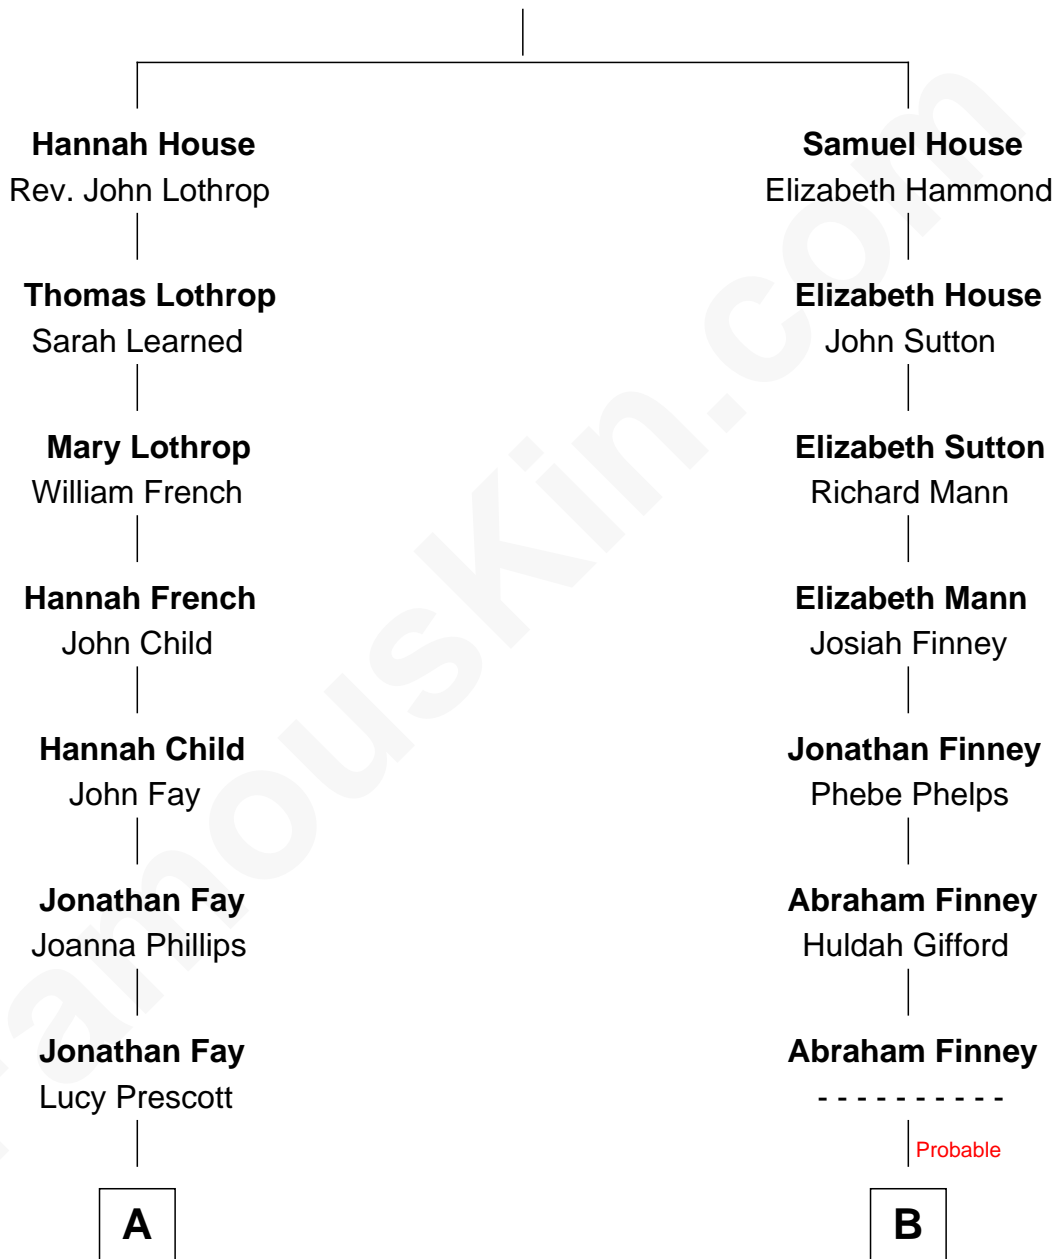 Hannah House
Rev. John Lothrop
Thomas Lothrop
Sarah Learned
Mary Lothrop
William French
Hannah French
John Child
Hannah Child
John Fay
Jonathan Fay
Joanna Phillips
Jonathan Fay
Lucy Prescott
A
Samuel House
Elizabeth Hammond
Elizabeth House
John Sutton
Elizabeth Sutton
Richard Mann
Elizabeth Mann
Josiah Finney
Jonathan Finney
Phebe Phelps
Abraham Finney
Huldah Gifford
Abraham Finney
- - - - - - - - - -
Probable
B
FamousKin.com